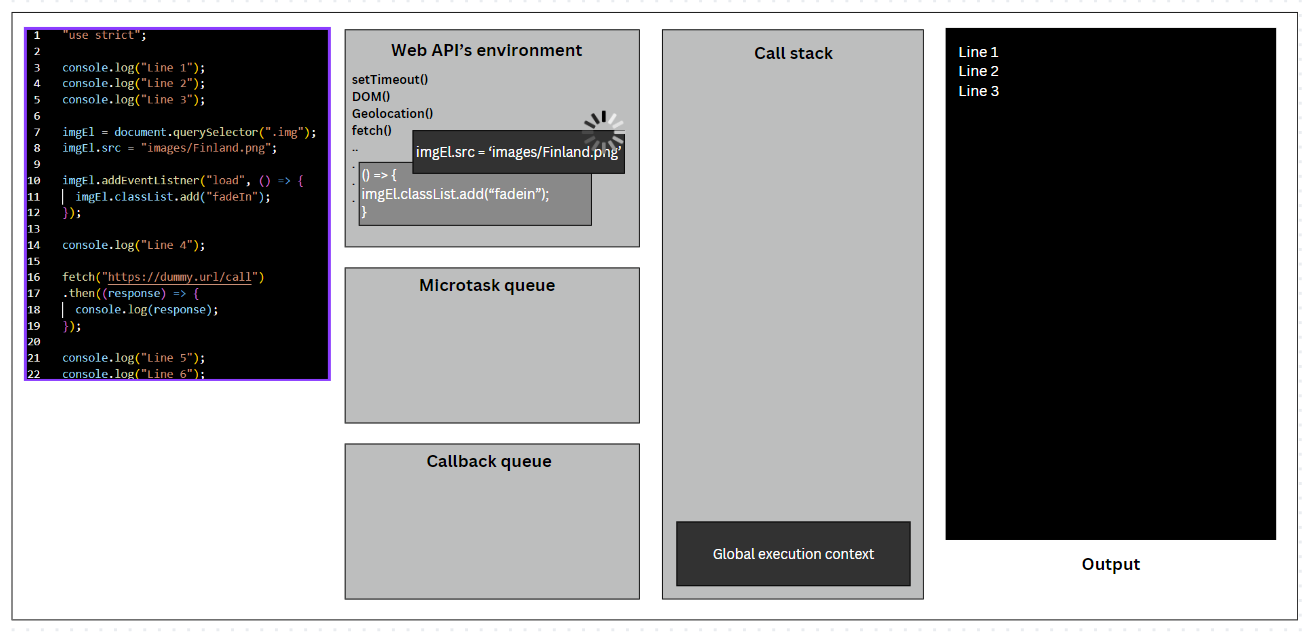 1 "use strict";
2
3 console.log("Line 1");
4 console.log("Line 2");
5 console.log("Line 3");
6
7 imgEl = document.querySelector(".img");
8 imgEl.src = "images/Finland.png";
9
10 imgEl.addEventListner("load", () => {
11 imgEl.classList.add("fadeIn");
12 });
13
14 console.log("Line 4");
15
16 fetch("https://dummy.url/call")
17 .then((response) => {
18 console.log(response);
19 });
20
21 console.log("Line 5");
22 console.log("Line 6");
Web API’s environment
setTimeout()
DOM()
Geolocation()
fetch()
..
.
.
.
imgEl.src = ‘images/Finland.png’
() => {
imgEl.classList.add(“fadein”);
}
Microtask queue
Callback queue
Call stack
Global execution context
Line 1
Line 2
Line 3
Output